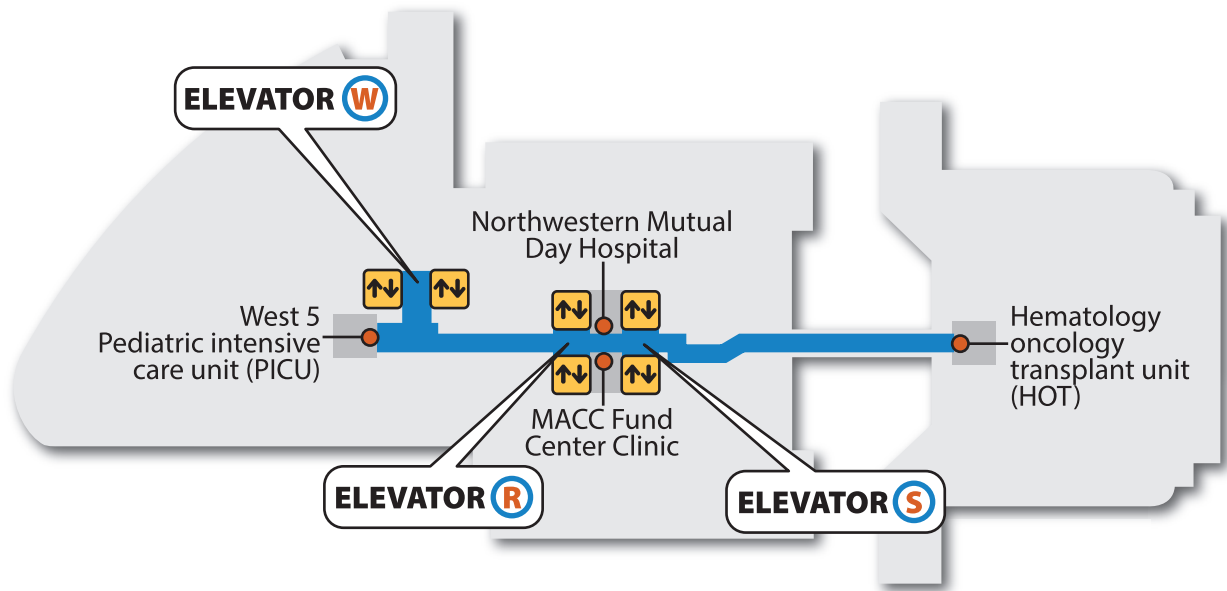 ELEVATOR W
Northwestern Mutual
Day Hospital
West 5
Pediatric intensive
care unit (PICU)
Hematology
oncology
transplant unit
(HOT)
MACC Fund
Center Clinic
ELEVATOR R
ELEVATOR S